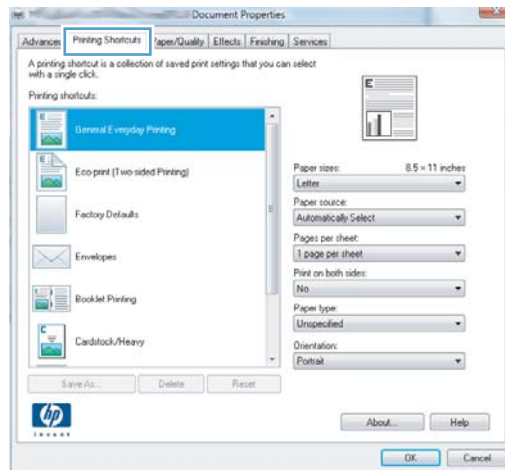 Document Properties
Advanced Printing Shortcuts Paper/Quality Effects Finishing Services
A printing shortcut is a collection of saved print settings that you can select
with a single click.
Printing shortcuts:
General Everyday Printing
Eco-print (Two-sided Printing)
Factory Defaults
Envelopes
Booklet Printing
Cardstock/Heavy
Save As...
Delete
Reset
E
Paper sizes: 8.5 × 11 inches
Letter
Paper source:
Automatically Select
Pages per sheet:
1 page per sheet
Print on both sides:
No
Paper type:
Unspecified
Orientation:
Portrait
hp
invent
About...
Help
OK
Cancel